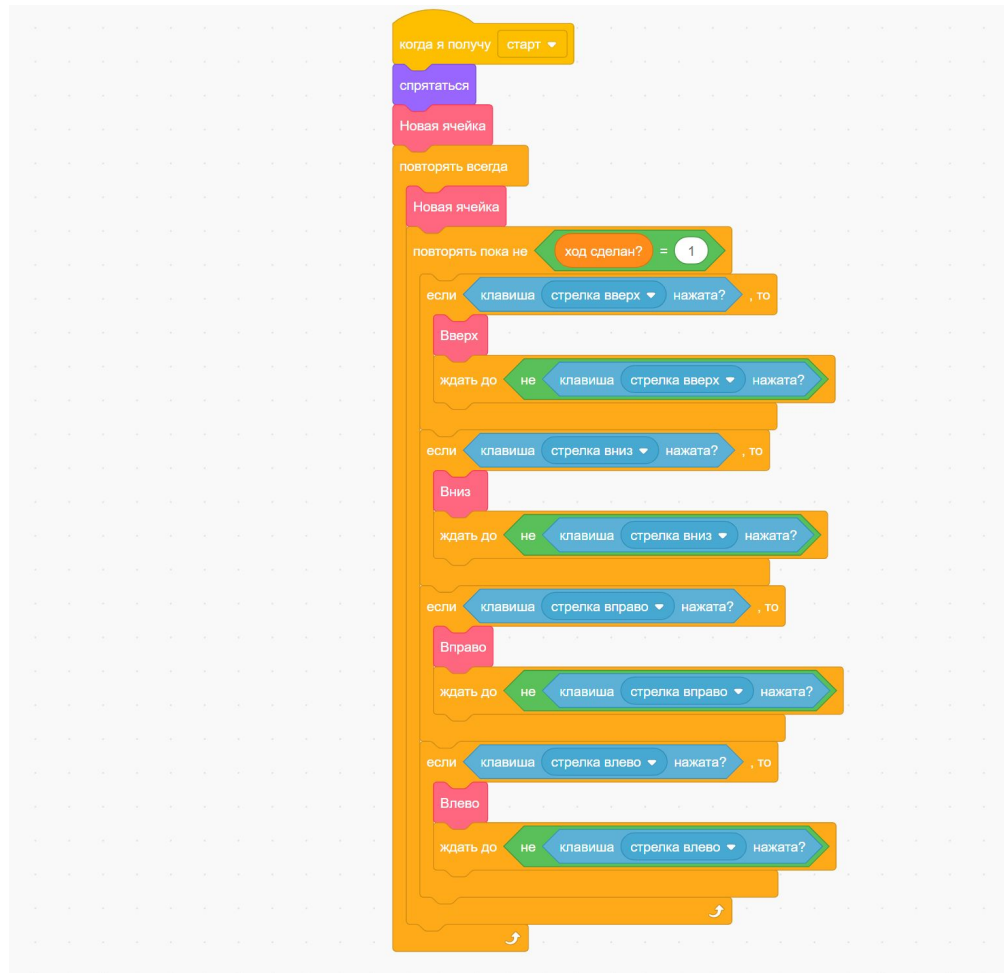 когда я получу старт
спрятаться
Новая ячейка
повторять всегда
Новая ячейка
повторять пока не ход сделан? = 1
если клавиша стрелка вверх нажата? , то
Вверх
ждать до не клавиша стрелка вверх нажата?
если клавиша стрелка вниз нажата? , то
Вниз
ждать до не клавиша стрелка вниз нажата?
если клавиша стрелка вправо нажата? , то
Вправо
ждать до не клавиша стрелка вправо нажата?
если клавиша стрелка влево нажата? , то
Влево
ждать до не клавиша стрелка влево нажата?